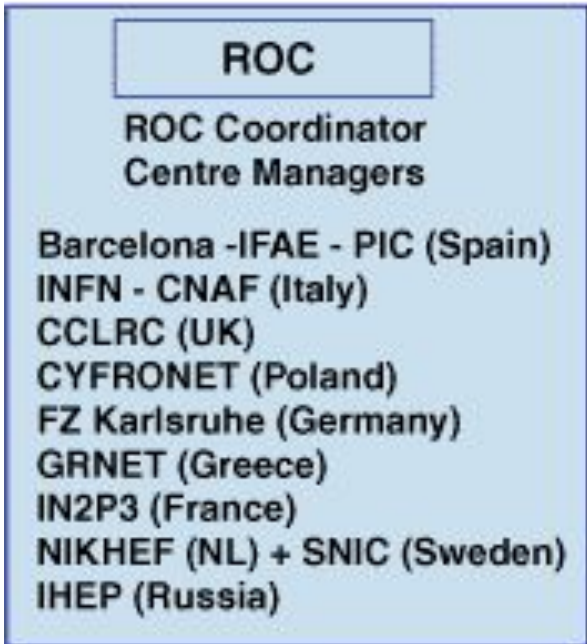 ROC
ROC Coordinator
Centre Managers
Barcelona -IFAE - PIC (Spain)
INFN - CNAF (Italy)
CCLRC (UK)
CYFRONET (Poland)
FZ Karlsruhe (Germany)
GRNET (Greece)
IN2P3 (France)
NIKHEF (NL) + SNIC (Sweden)
IHEP (Russia)